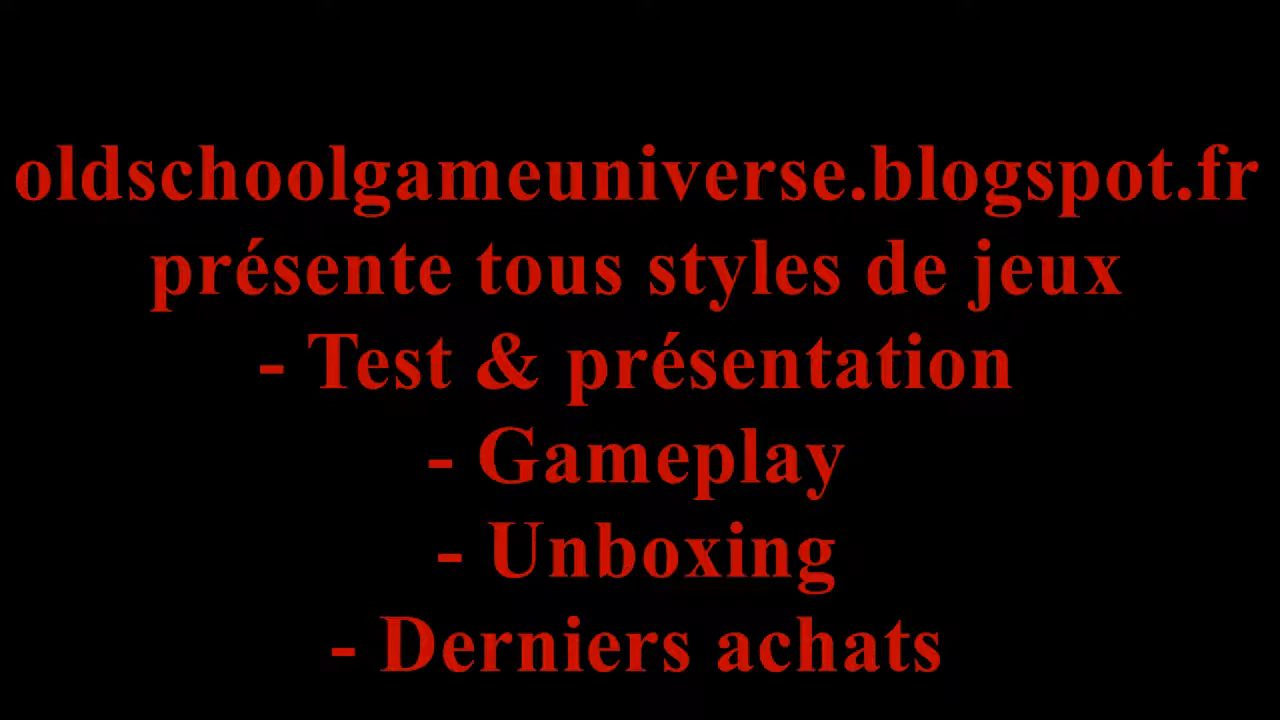 oldschoolgameuniverse.blogspot.fr
présente tous styles de jeux
- Test & présentation
- Gameplay
- Unboxing
- Derniers achats